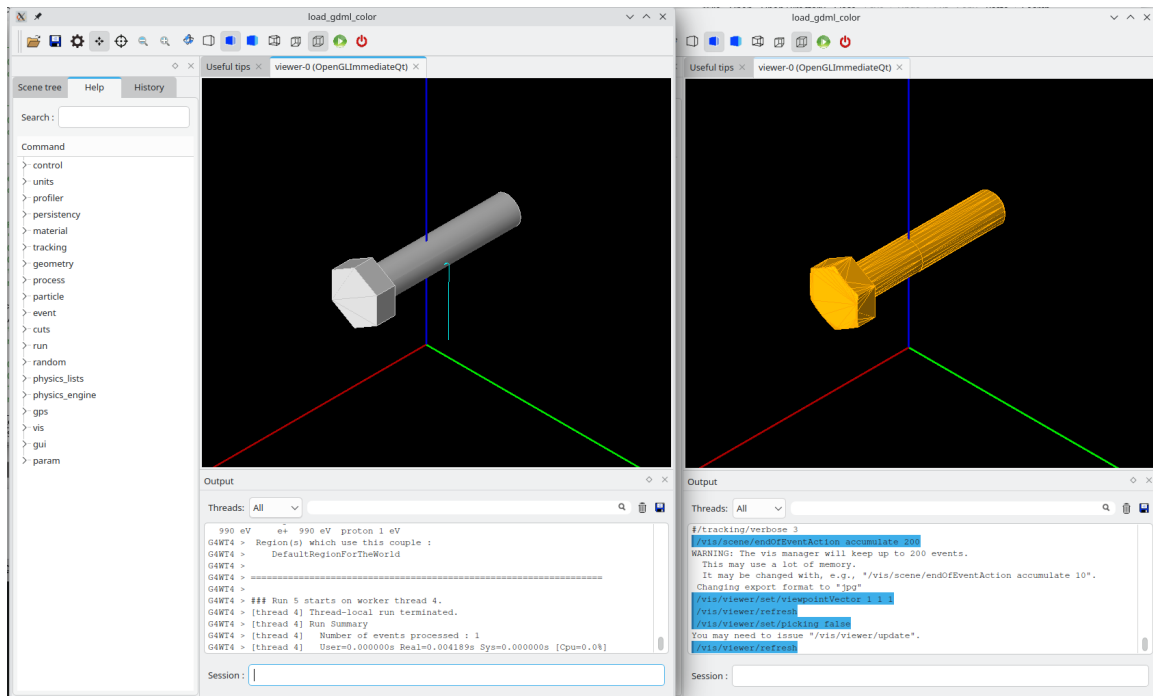 load_gdml_color
Scene tree
Help
History
Search :
Command
control
units
profiler
persistency
material
tracking
geometry
process
particle
event
cuts
run
random
physics_lists
physics_engine
gps
vis
gui
param
Useful tips
viewer-0 (OpenGLImmediateQt)
Output
Threads: All
990 eV e+ 990 eV proton 1 eV
G4WT4 > Region(s) which use this couple :
G4WT4 > DefaultRegionForTheWorld
G4WT4 >
G4WT4 > ============================================================
G4WT4 >
G4WT4 > ### Run 5 starts on worker thread 4.
G4WT4 > [thread 4] Thread-local run terminated.
G4WT4 > [thread 4] Run Summary
G4WT4 > [thread 4] Number of events processed : 1
G4WT4 > [thread 4] User=0.000000s Real=0.004189s Sys=0.000000s [Cpu=0.0%]
Session :
load_gdml_color
Useful tips
viewer-0 (OpenGLImmediateQt)
Output
Threads: All
#/tracking/verbose 3
/vis/scene/endOfEventAction accumulate 200
WARNING: The vis manager will keep up to 200 events.
This may use a lot of memory.
It may be changed with, e.g., "/vis/scene/endOfEventAction accumulate 10".
Changing export format to "jpg"
/vis/viewer/set/viewpointVector 1 1 1
/vis/viewer/refresh
/vis/viewer/set/picking false
You may need to issue "/vis/viewer/update".
/vis/viewer/refresh
Session :